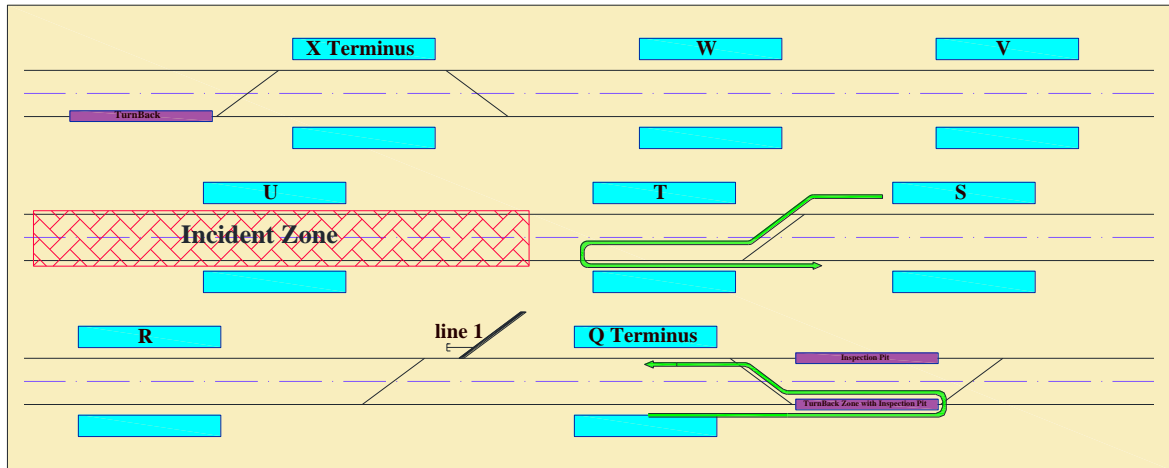 X Terminus
W
V
TurnBack
U
T
S
Incident Zone
R
line 1
Q Terminus
Inspection Pit
TurnBack Zone with Inspection Pit